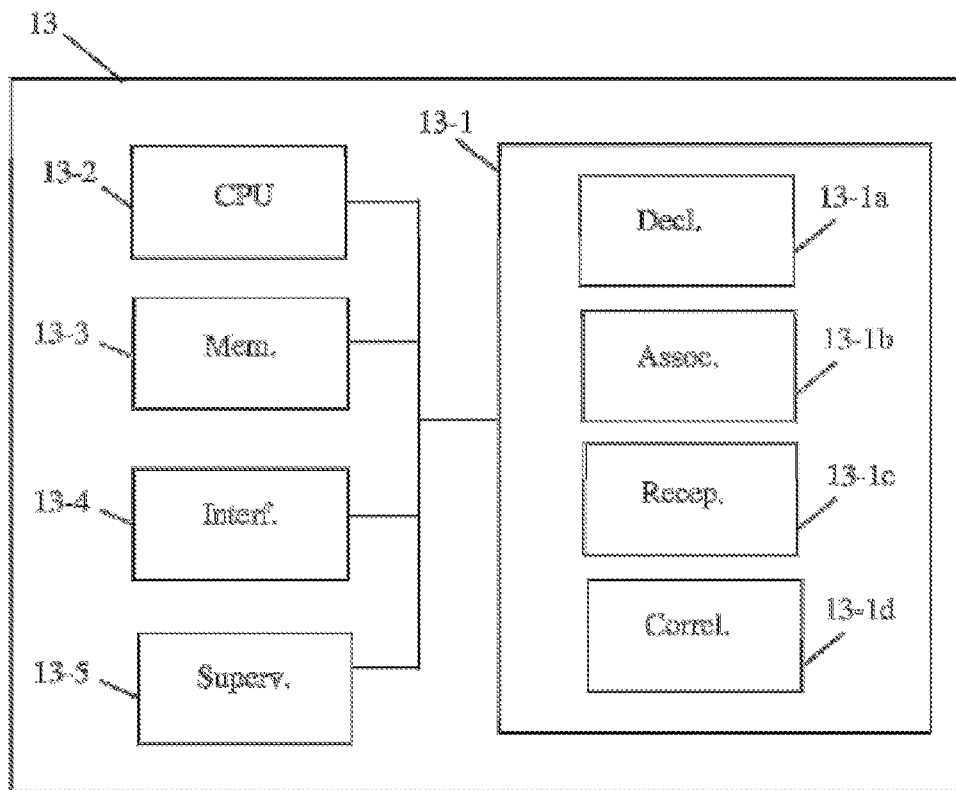 13
13-1
13-2
CPU
13-3
Mem.
13-4
Interf.
13-5
Superv.
Decl.
13-1a
Assoc.
13-1b
Recep.
13-1c
Correl.
13-1d